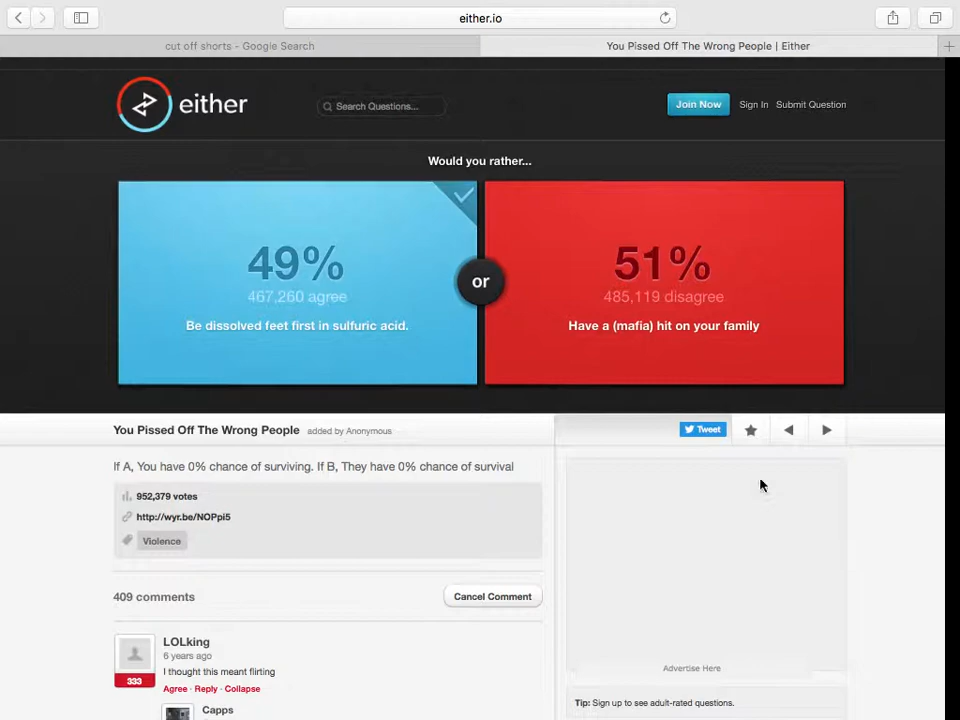 either.io
cut off shorts - Google Search
You Pissed Off The Wrong People | Either
either
Search Questions...
Join Now
Sign In
Submit Question
Would you rather...
49%
467,260 agree
Be dissolved feet first in sulfuric acid.
or
51%
485,119 disagree
Have a (mafia) hit on your family
You Pissed Off The Wrong People added by Anonymous
Tweet
If A, You have 0% chance of surviving. If B, They have 0% chance of survival
952,379 votes
http://wyr.be/NOPpi5
Violence
409 comments
Cancel Comment
LOLking
6 years ago
I thought this meant flirting
333
Agree · Reply · Collapse
Capps
Advertise Here
Tip: Sign up to see adult-rated questions.